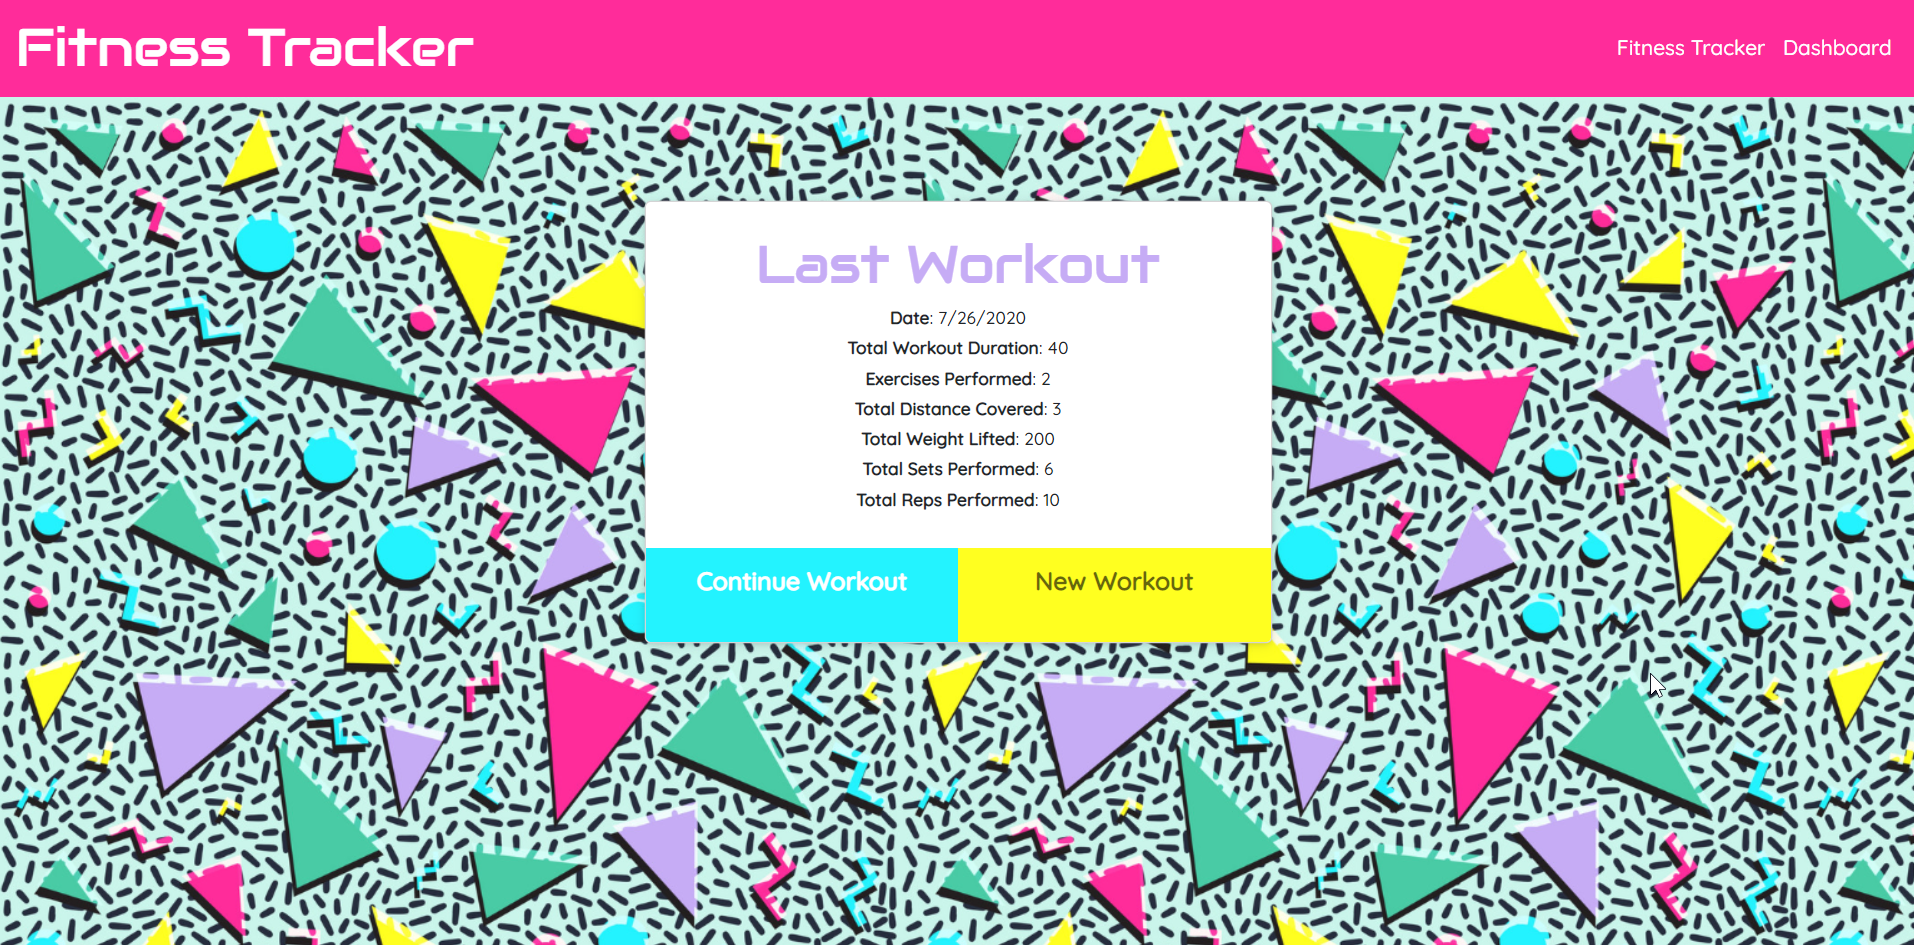 Fitness Tracker
Fitness Tracker Dashboard
Last Workout
Date: 7/26/2020
Total Workout Duration: 40
Exercises Performed: 2
Total Distance Covered: 3
Total Weight Lifted: 200
Total Sets Performed: 6
Total Reps Performed: 10
Continue Workout
New Workout